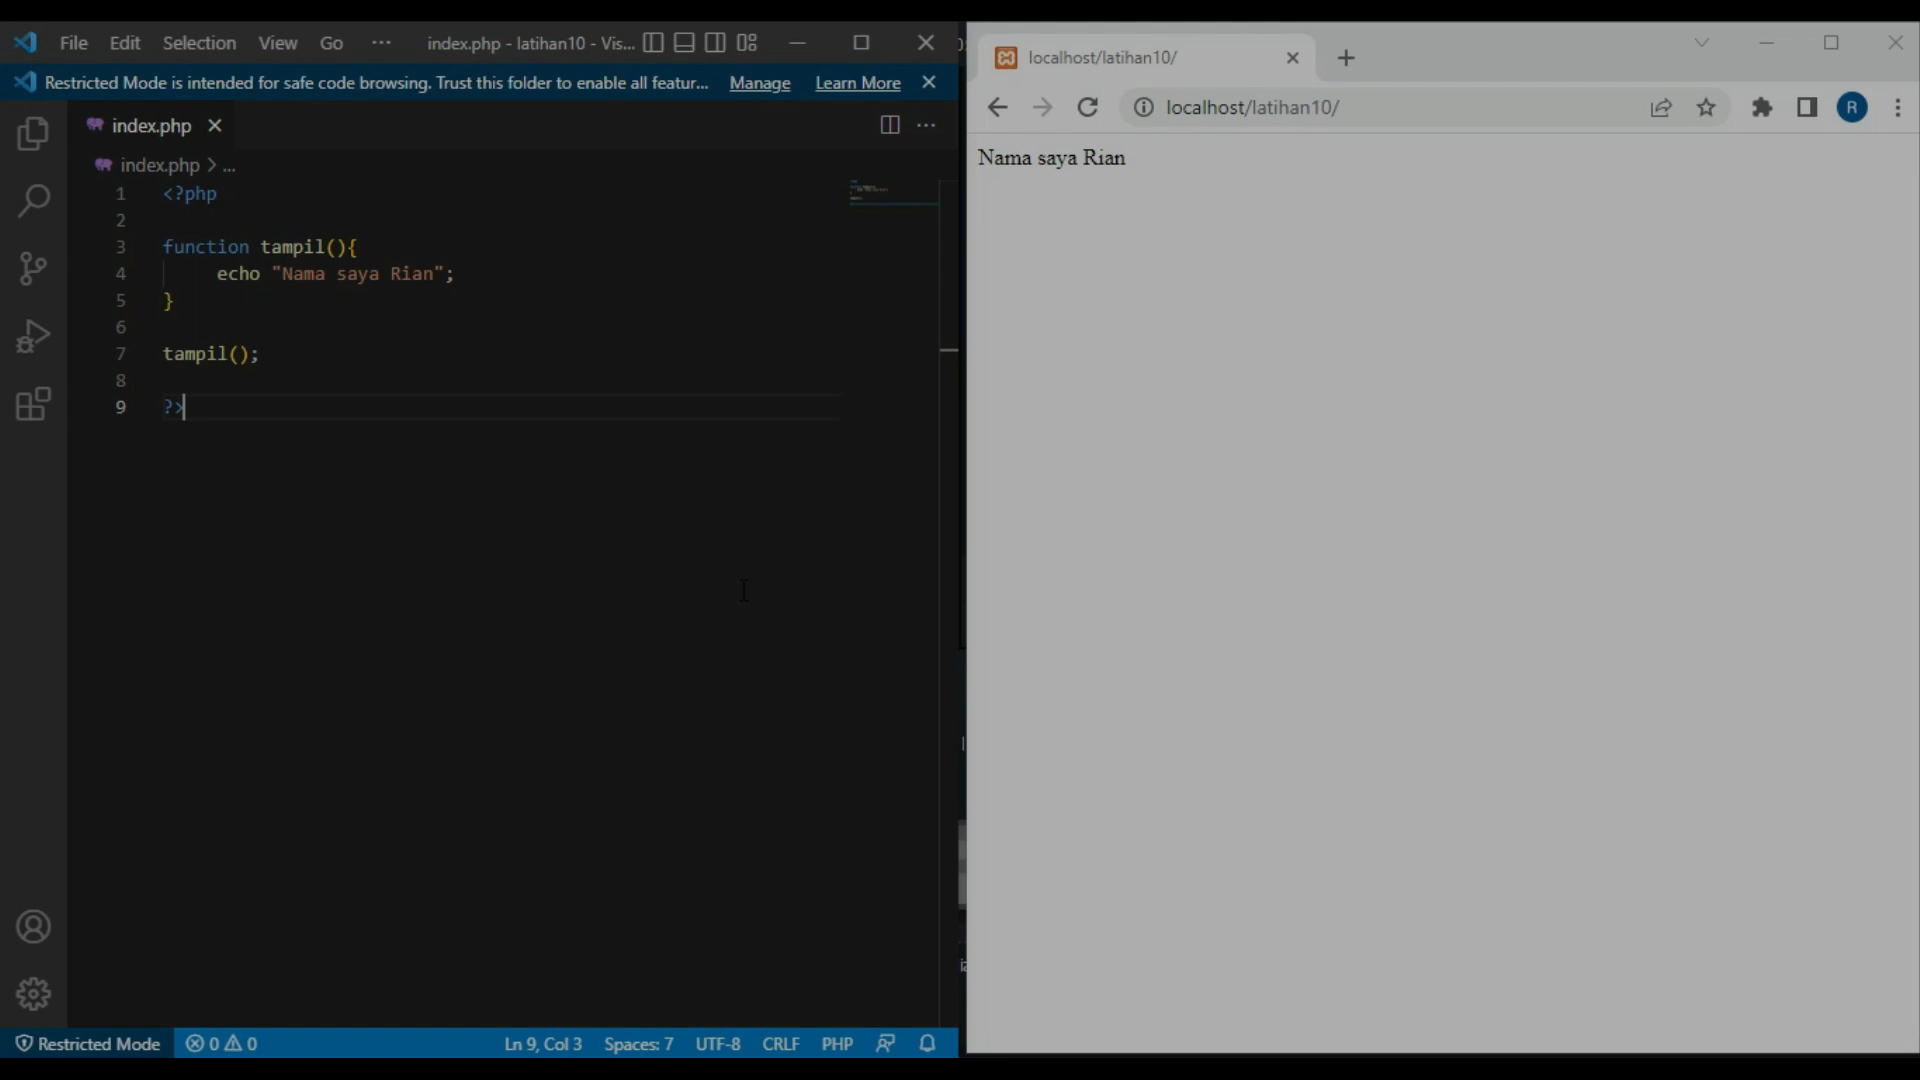 File Edit Selection View Go ··· index.php - latihan10 - Vis...
Restricted Mode is intended for safe code browsing. Trust this folder to enable all featur... Manage Learn More
index.php
index.php > ...
1 <?php
2
3 function tampil(){
4 echo "Nama saya Rian";
5 }
6
7 tampil();
8
9 ?>
Restricted Mode 0 0 Ln 9, Col 3 Spaces: 7 UTF-8 CRLF PHP
localhost/latihan10/
localhost/latihan10/ R
Nama saya Rian